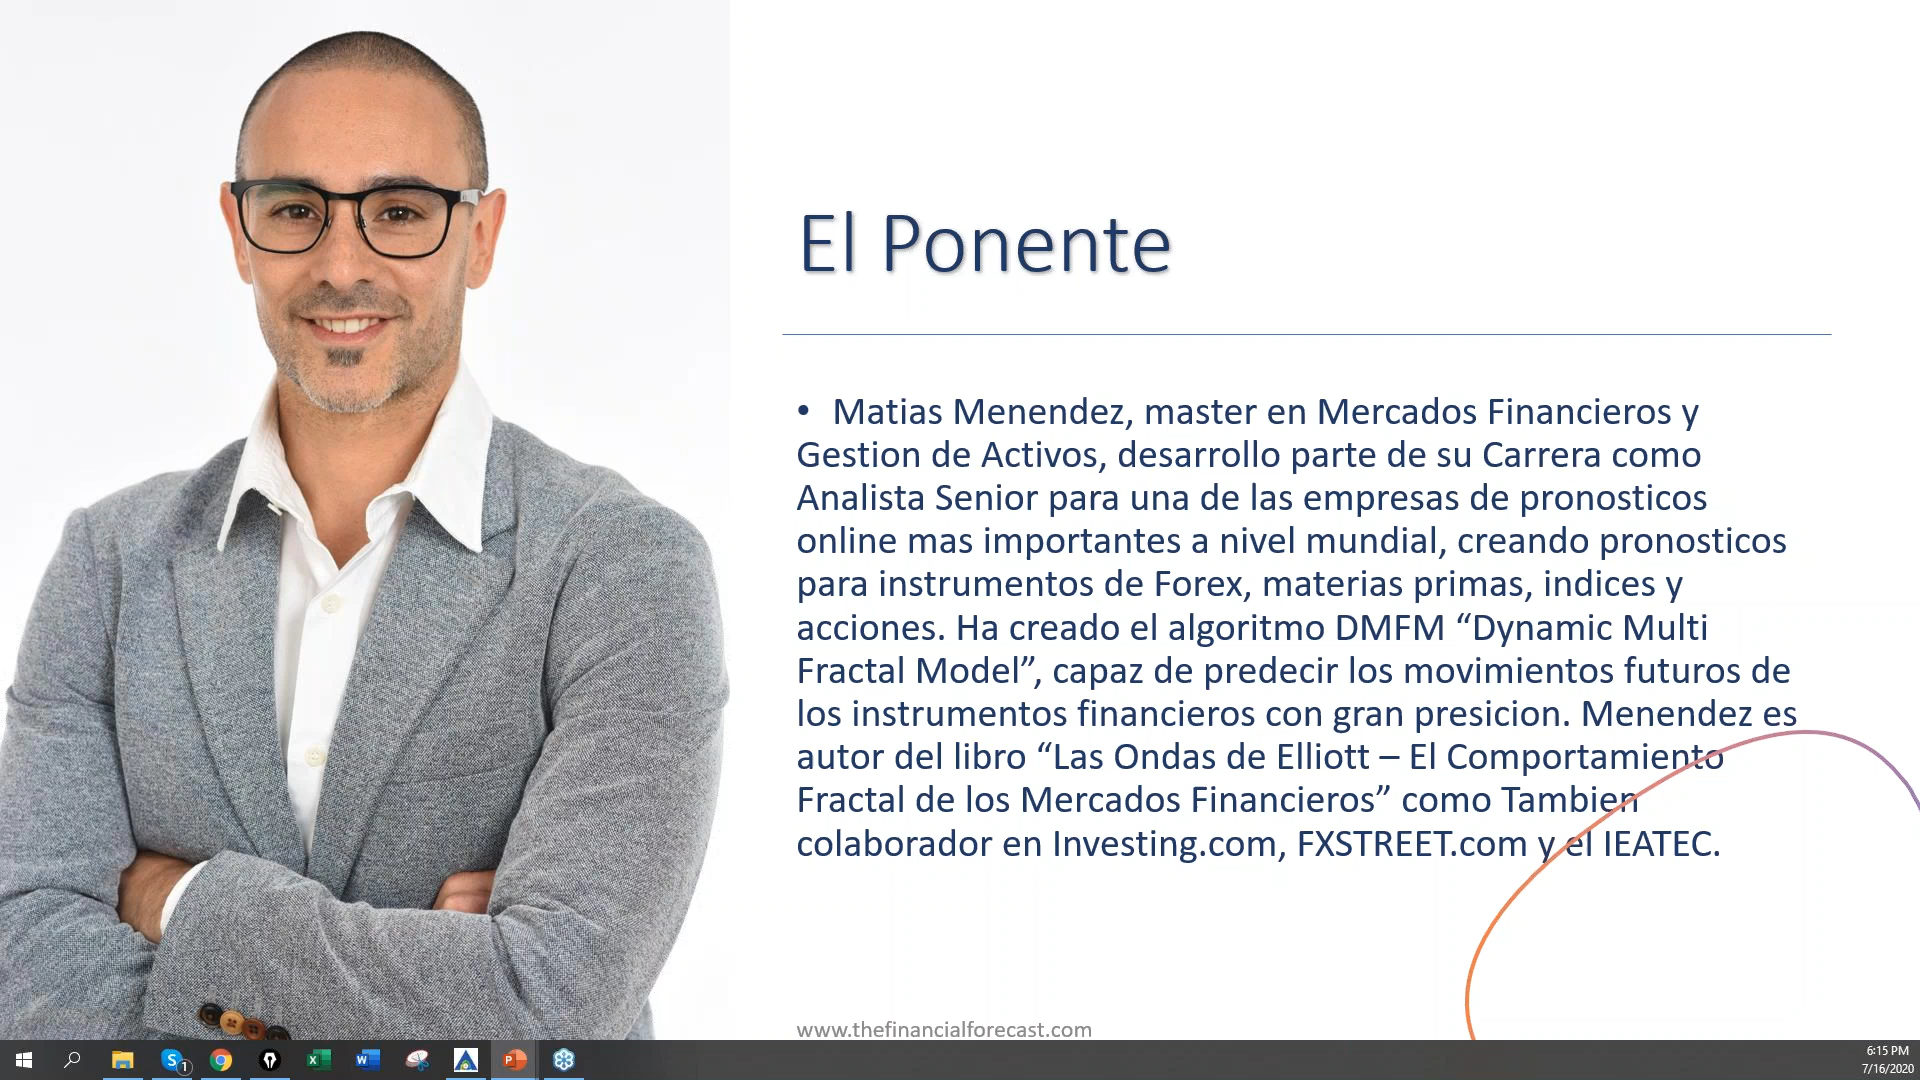 El Ponente
• Matias Menendez, master en Mercados Financieros y
Gestion de Activos, desarrollo parte de su Carrera como
Analista Senior para una de las empresas de pronosticos
online mas importantes a nivel mundial, creando pronosticos
para instrumentos de Forex, materias primas, indices y
acciones. Ha creado el algoritmo DMFM “Dynamic Multi
Fractal Model”, capaz de predecir los movimientos futuros de
los instrumentos financieros con gran presicion. Menendez es
autor del libro “Las Ondas de Elliott – El Comportamiento
Fractal de los Mercados Financieros” como Tambien
colaborador en Investing.com, FXSTREET.com y el IEATEC.
www.thefinancialforecast.com
6:15 PM
7/16/2020